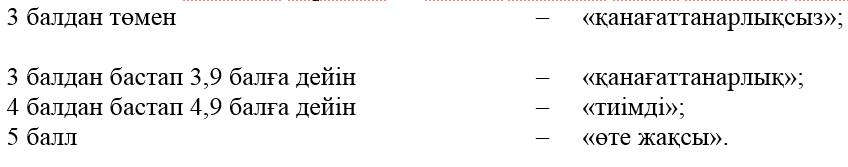 3 балдан төмен – «қанағаттанарлықсыз»;
3 балдан бастап 3,9 балға дейін – «қанағаттанарлық»;
4 балдан бастап 4,9 балға дейін – «тиімді»;
5 балл – «өте жақсы».